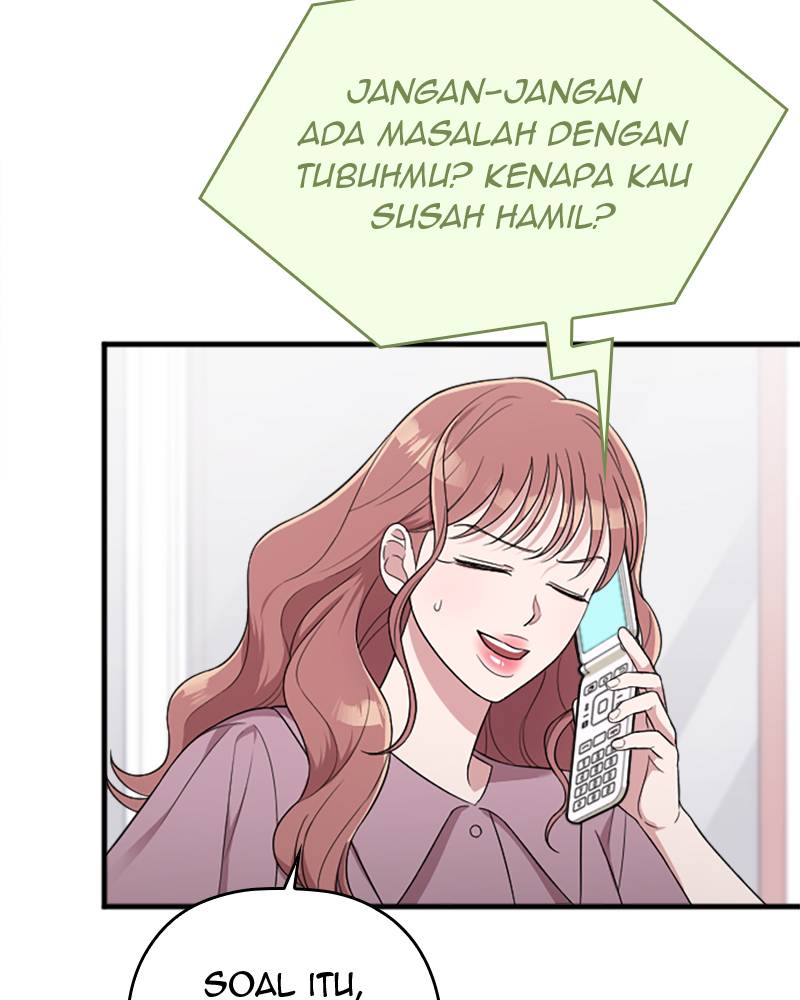 JANGAN-JANGAN
ADA MASALAH DENGAN
TUBUHMU? KENAPA KAU
SUSAH HAMIL?
SOAL ITU,